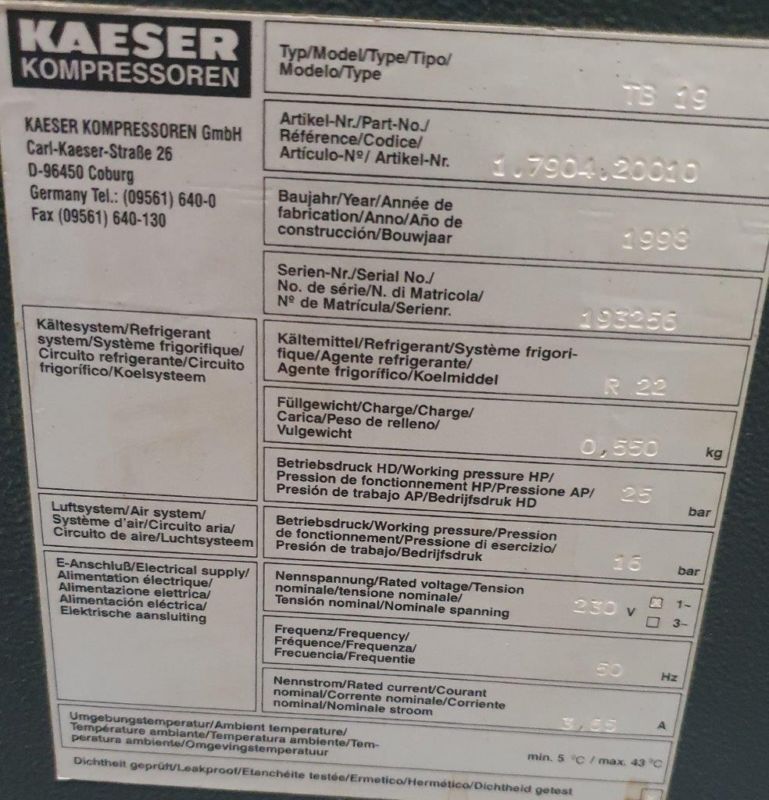 KAESER
KOMPRESSOREN
KAESER KOMPRESSOREN GmbH
Carl-Kaeser-Straße 26
D-96450 Coburg
Germany Tel.: (09561) 640-0
Fax (09561) 640-130
Typ/Model/Type/Tipo/
Modelo/Type
TB 19
Artikel-Nr./Part-No./
Référence/Codice/
Artículo-Nº/ Artikel-Nr.
1.7904.20010
Baujahr/Year/Année de
fabrication/Anno/Año de
construcción/Bouwjaar
1998
Serien-Nr./Serial No./
No. de série/N. di Matricola/
Nº de Matrícula/Serienr.
193256
Kältesystem/Refrigerant
system/Système frigorifique/
Circuito refrigerante/Circuito
frigorífico/Koelsysteem
Kältemittel/Refrigerant/Système frigori-
fique/Agente refrigerante/
Agente frigorífico/Koelmiddel
R 22
Füllgewicht/Charge/Charge/
Carica/Peso de relleno/
Vulgewicht
0,550 kg
Betriebsdruck HD/Working pressure HP/
Pression de fonctionnement HP/Pressione AP/
Presión de trabajo AP/Bedrijfsdruk HD
25 bar
Luftsystem/Air system/
Système d'air/Circuito aria/
Circuito de aire/Luchtsysteem
Betriebsdruck/Working pressure/Pression
de fonctionnement/Pressione di esercizio/
Presión de trabajo/Bedrijfsdruk
16 bar
E-Anschluß/Electrical supply/
Alimentation électrique/
Alimentazione elettrica/
Alimentación eléctrica/
Elektrische aansluiting
Nennspannung/Rated voltage/Tension
nominale/tensione nominale/
Tensión nominal/Nominale spanning
230 V
1~
3~
Frequenz/Frequency/
Fréquence/Frequenza/
Frecuencia/Frequentie
50 Hz
Nennstrom/Rated current/Courant
nominal/Corrente nominale/Corriente
nominal/Nominale stroom
A
Umgebungstemperatur/Ambient temperature/
Température ambiante/Temperatura ambiente/Tem-
peratura ambiente/Omgevingstemperatuur
min. 5 °C / max. 43 °C
Dichtheit geprüft/Leakproof/Etanchéite testée/Ermetico/Hermético/Dichtheid getest